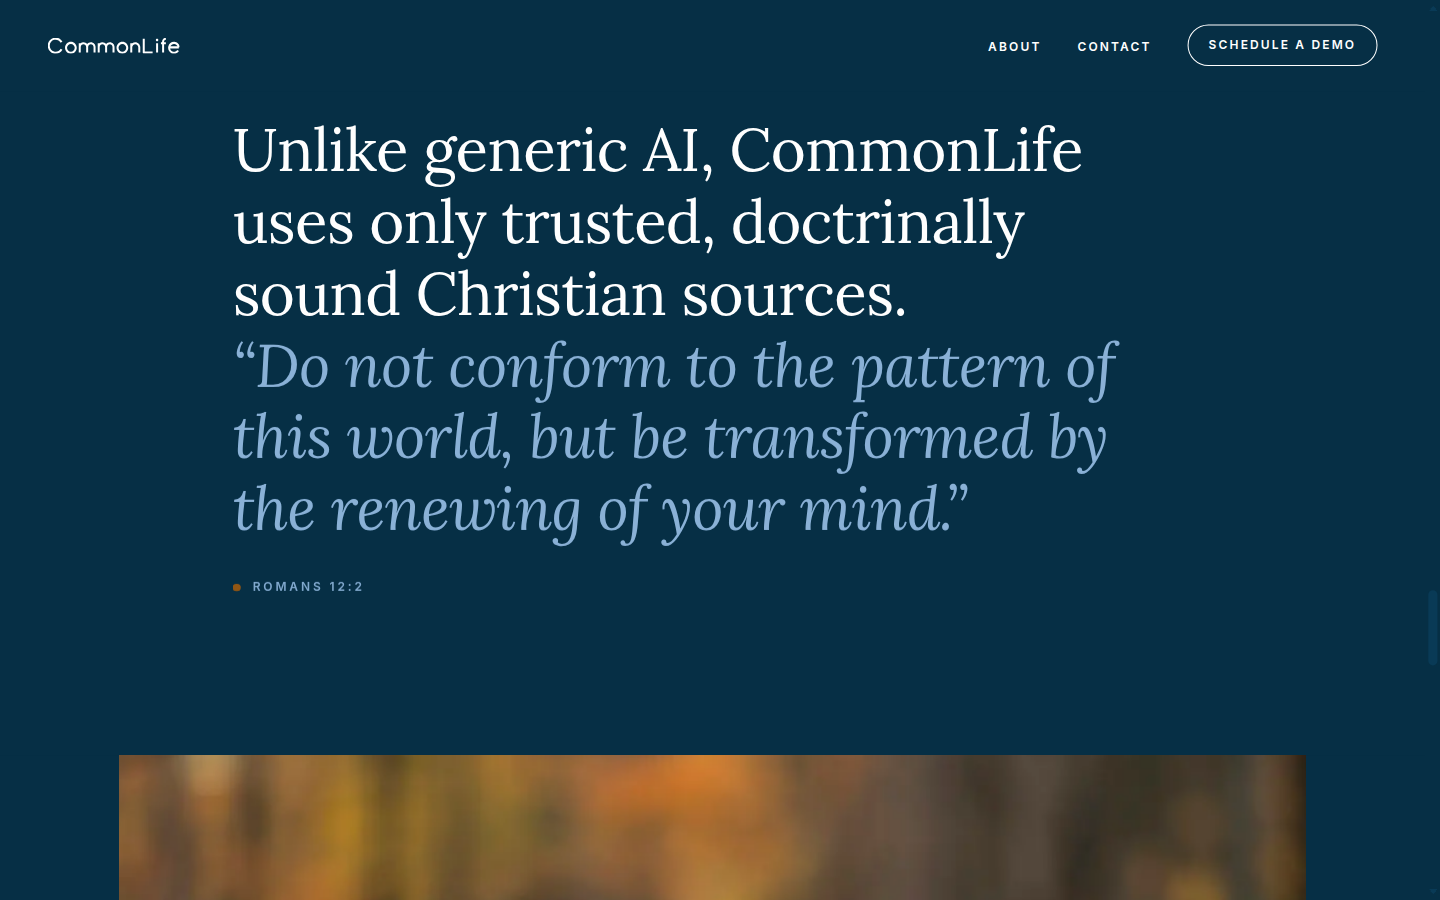 CommonLife
ABOUT
CONTACT
SCHEDULE A DEMO
Unlike generic AI, CommonLife
uses only trusted, doctrinally
sound Christian sources.
“Do not conform to the pattern of
this world, but be transformed by
the renewing of your mind.”
ROMANS 12:2